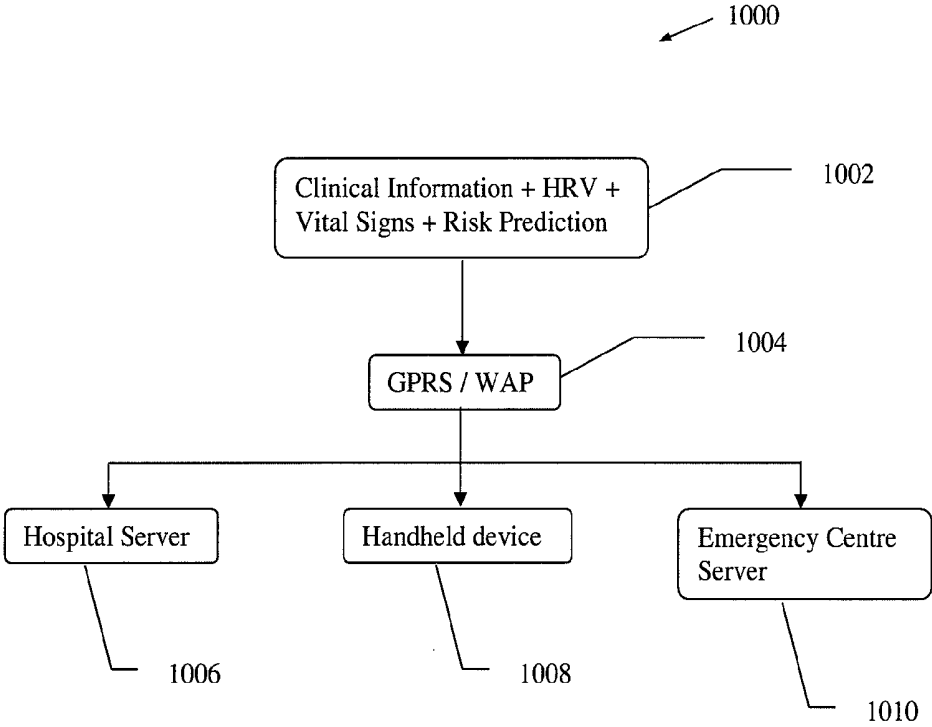 1000
Clinical Information + HRV +
Vital Signs + Risk Prediction
1002
GPRS / WAP
1004
Hospital Server
Handheld device
Emergency Centre
Server
1006
1008
1010